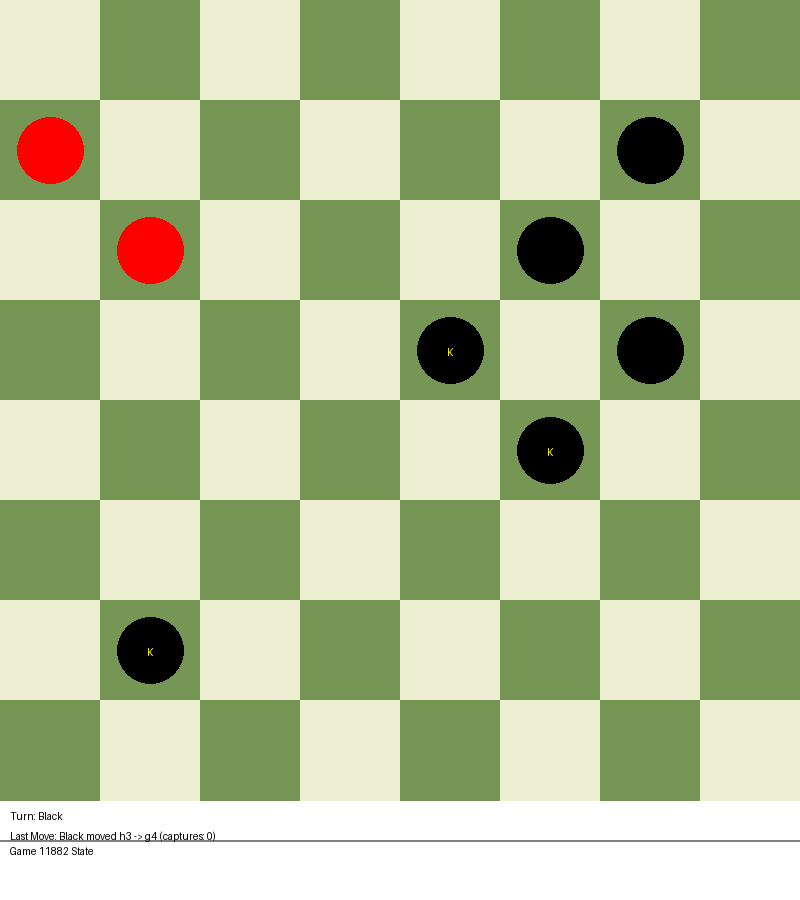 K
K
K
Turn: Black
Last Move: Black moved h3 -> g4 (captures: 0)
Game 11882 State